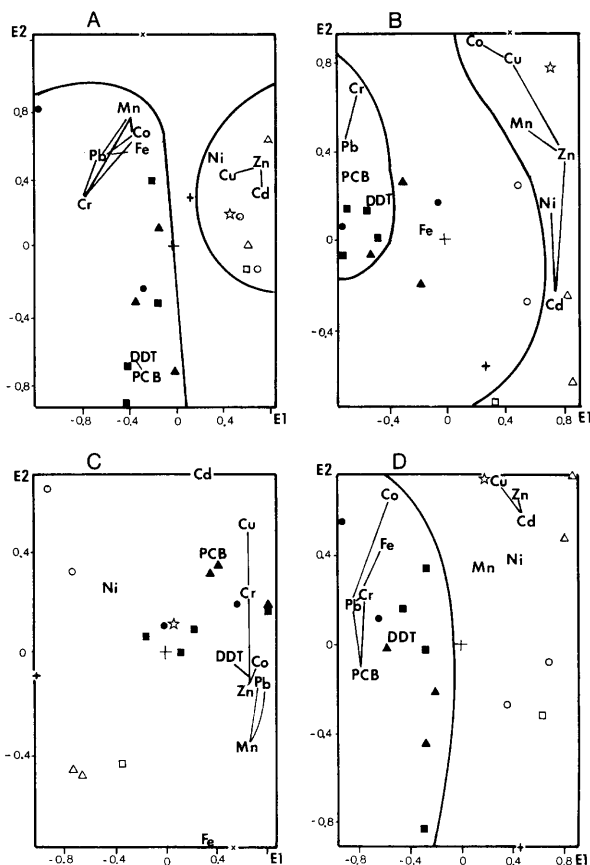 A
B
E2
0,8
0,4
0
-0,4
-0,8
Mn
Co
Pb
Fe
Cr
Ni
Zn
Cu
Cd
DDT
PCB
-0.8
-0.4
0
0.4
E1
E2
0,8
0,4
0
-0,4
Co
Cu
Cr
Mn
Zn
Pb
PCB
DDT
Ni
Fe
Cd
-0.8
-0.4
0
0.4
0.8
E1
C
D
E2
0,4
0
-0.4
Cd
Cu
PCB
Ni
Cr
DDT
Co
Zn
Pb
Mn
Fe
-0.8
-0.4
0
0.4
0.8
E1
E2
0,8
0,4
0
-0,4
-0,8
Co
Cu
Zn
Cd
Fe
Mn
Ni
Pb
Cr
DDT
PCB
-0.8
-0.4
0
0.4
0.8
E1